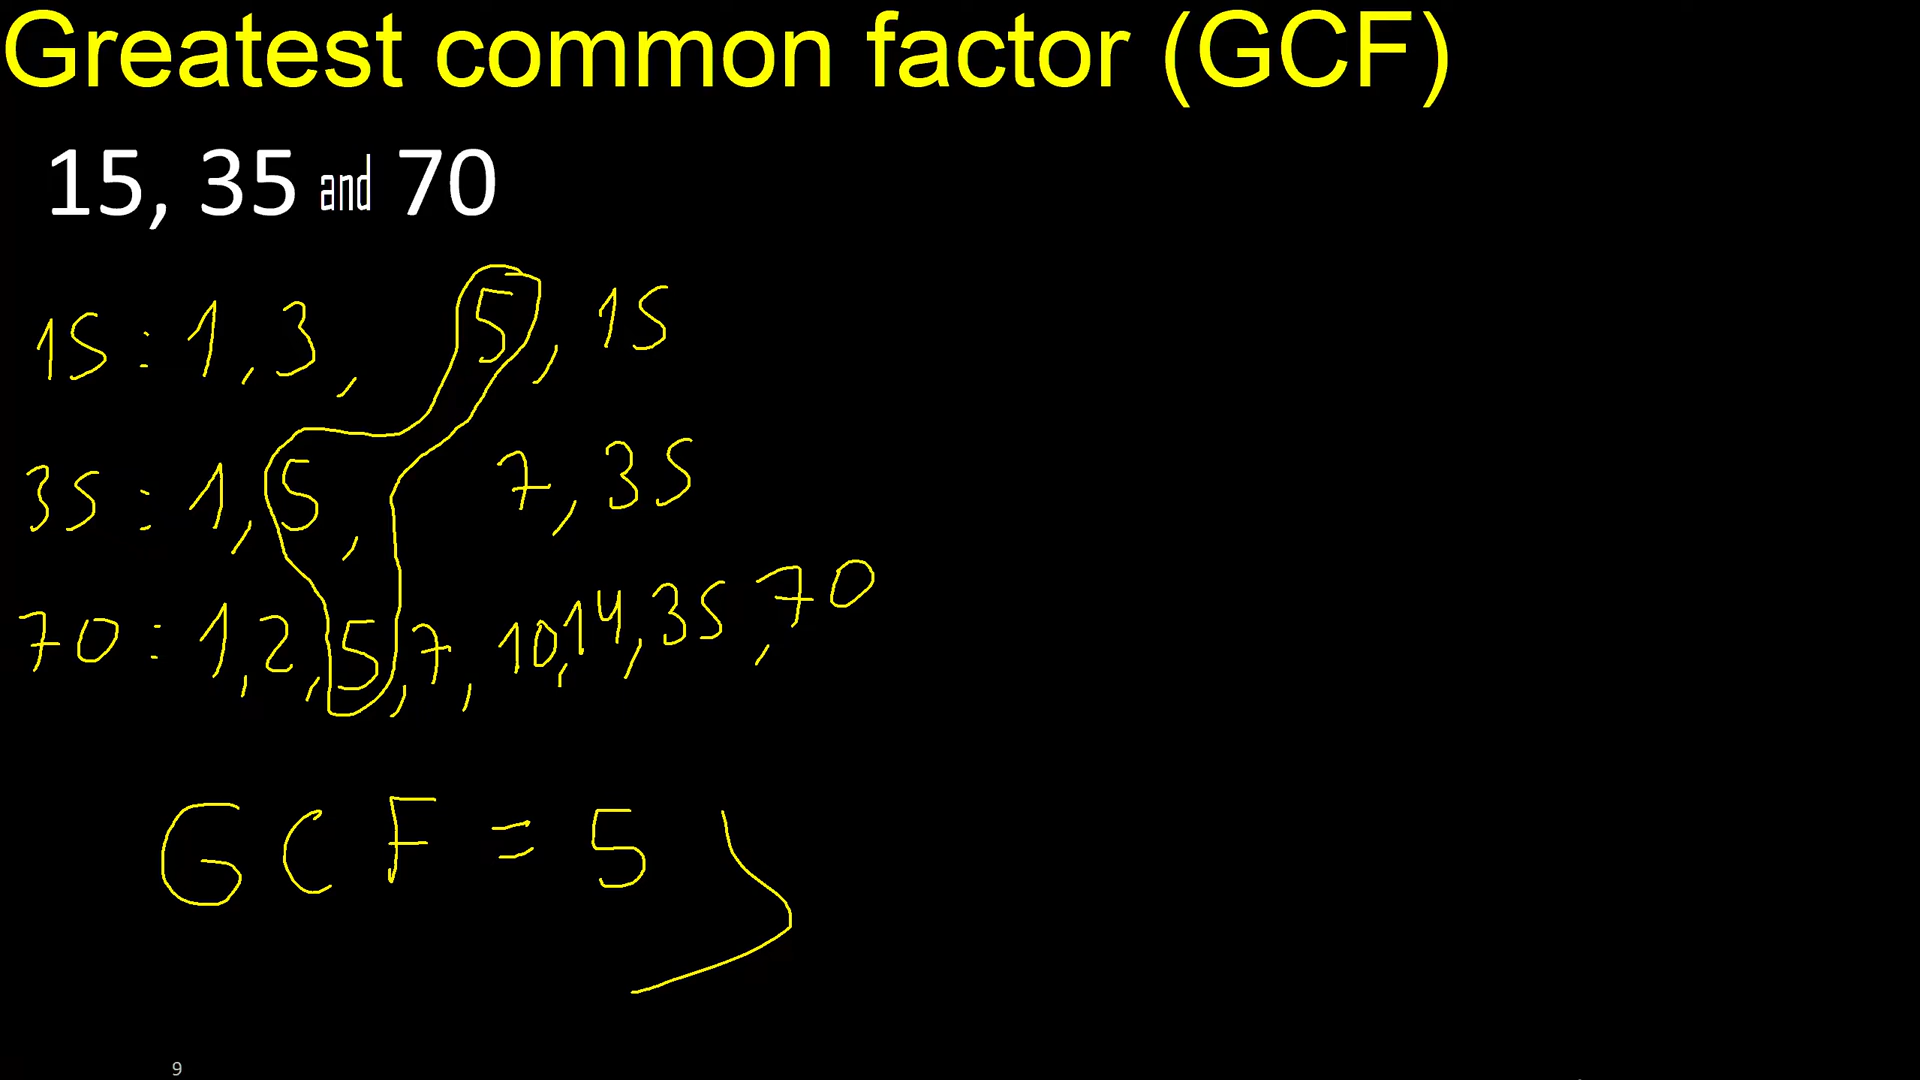 Greatest common factor (GCF)
15, 35 and 70
15 : 1, 3, 5, 15
35 : 1, 5, 7, 35
70 : 1, 2, 5, 7, 10, 14, 35, 70
GCF = 5
9